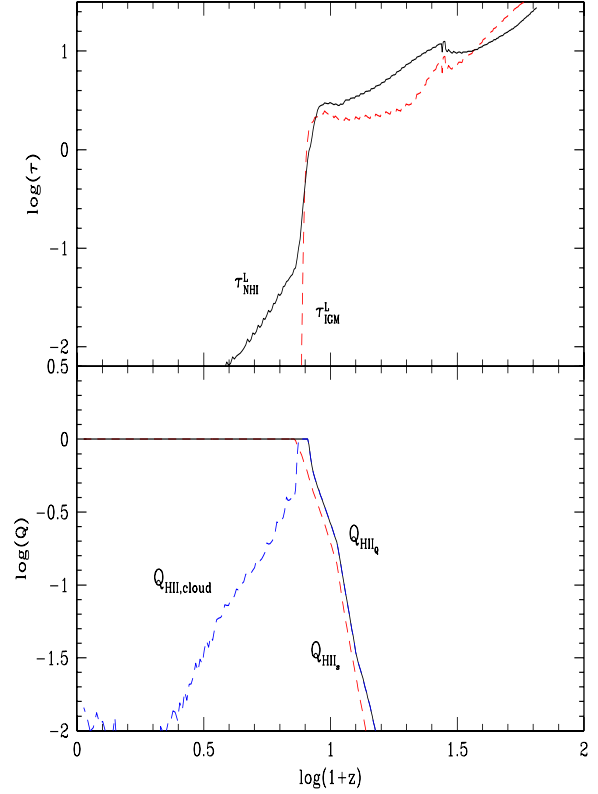 1
0
-1
-2
log(τ)
τ^L_NHI
τ^L_IGM
0.5
0
-0.5
-1
-1.5
-2
log(Q)
Q_HII_Q
Q_HII,cloud
Q_HII_s
0
0.5
1
1.5
2
log(1+z)